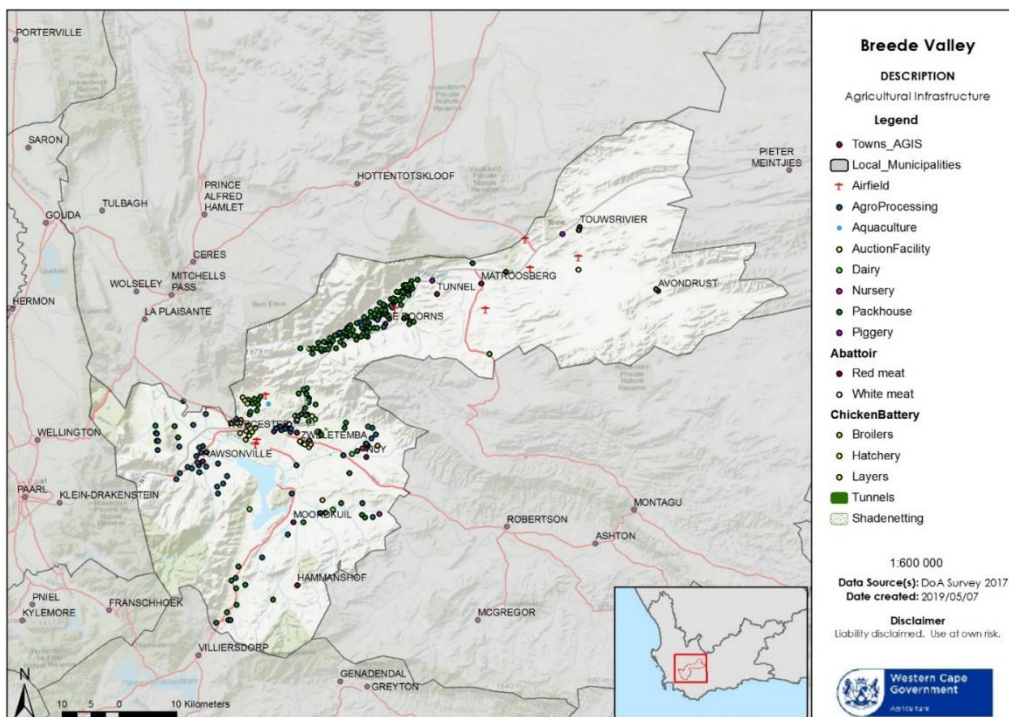 PORTERVILLE
SARON
PRINCE
ALFRED
HAMLET
HOTTENTOTSKLOOF
PIETER
MEINTJIES
GOUDA
TULBAGH
TOUWSRIVIER
CERES
MITCHELLS
PASS
WOLSELEY
HERMON
LA PLAISANTE
TUNNEL
MATROOSBERG
AVONDRUST
DOORNS
WELLINGTON
RAWSONVILLE
ZWELETEMBA
PAARL
KLEIN-DRAKENSTEIN
MOORDKUIL
ROBERTSON
MONTAGU
ASHTON
HAMMANSHOF
PNIEL
KYLEMORE
FRANSCHHOEK
MCGREGOR
VILLIERSDORP
GENADENDAL
GREYTON
N
10 5 0 10 Kilometers
Breede Valley
DESCRIPTION
Agricultural Infrastructure
Legend
Towns_AGIS
Local_Municipalities
Airfield
AgroProcessing
Aquaculture
AuctionFacility
Dairy
Nursery
Packhouse
Piggery
Abattoir
Red meat
White meat
ChickenBattery
Broilers
Hatchery
Layers
Tunnels
Shadenetting
1:600 000
Data Source(s): DoA Survey 2017
Date created: 2019/05/07
Disclaimer
Liability disclaimed. Use at own risk.
Western Cape
Government
Agriculture